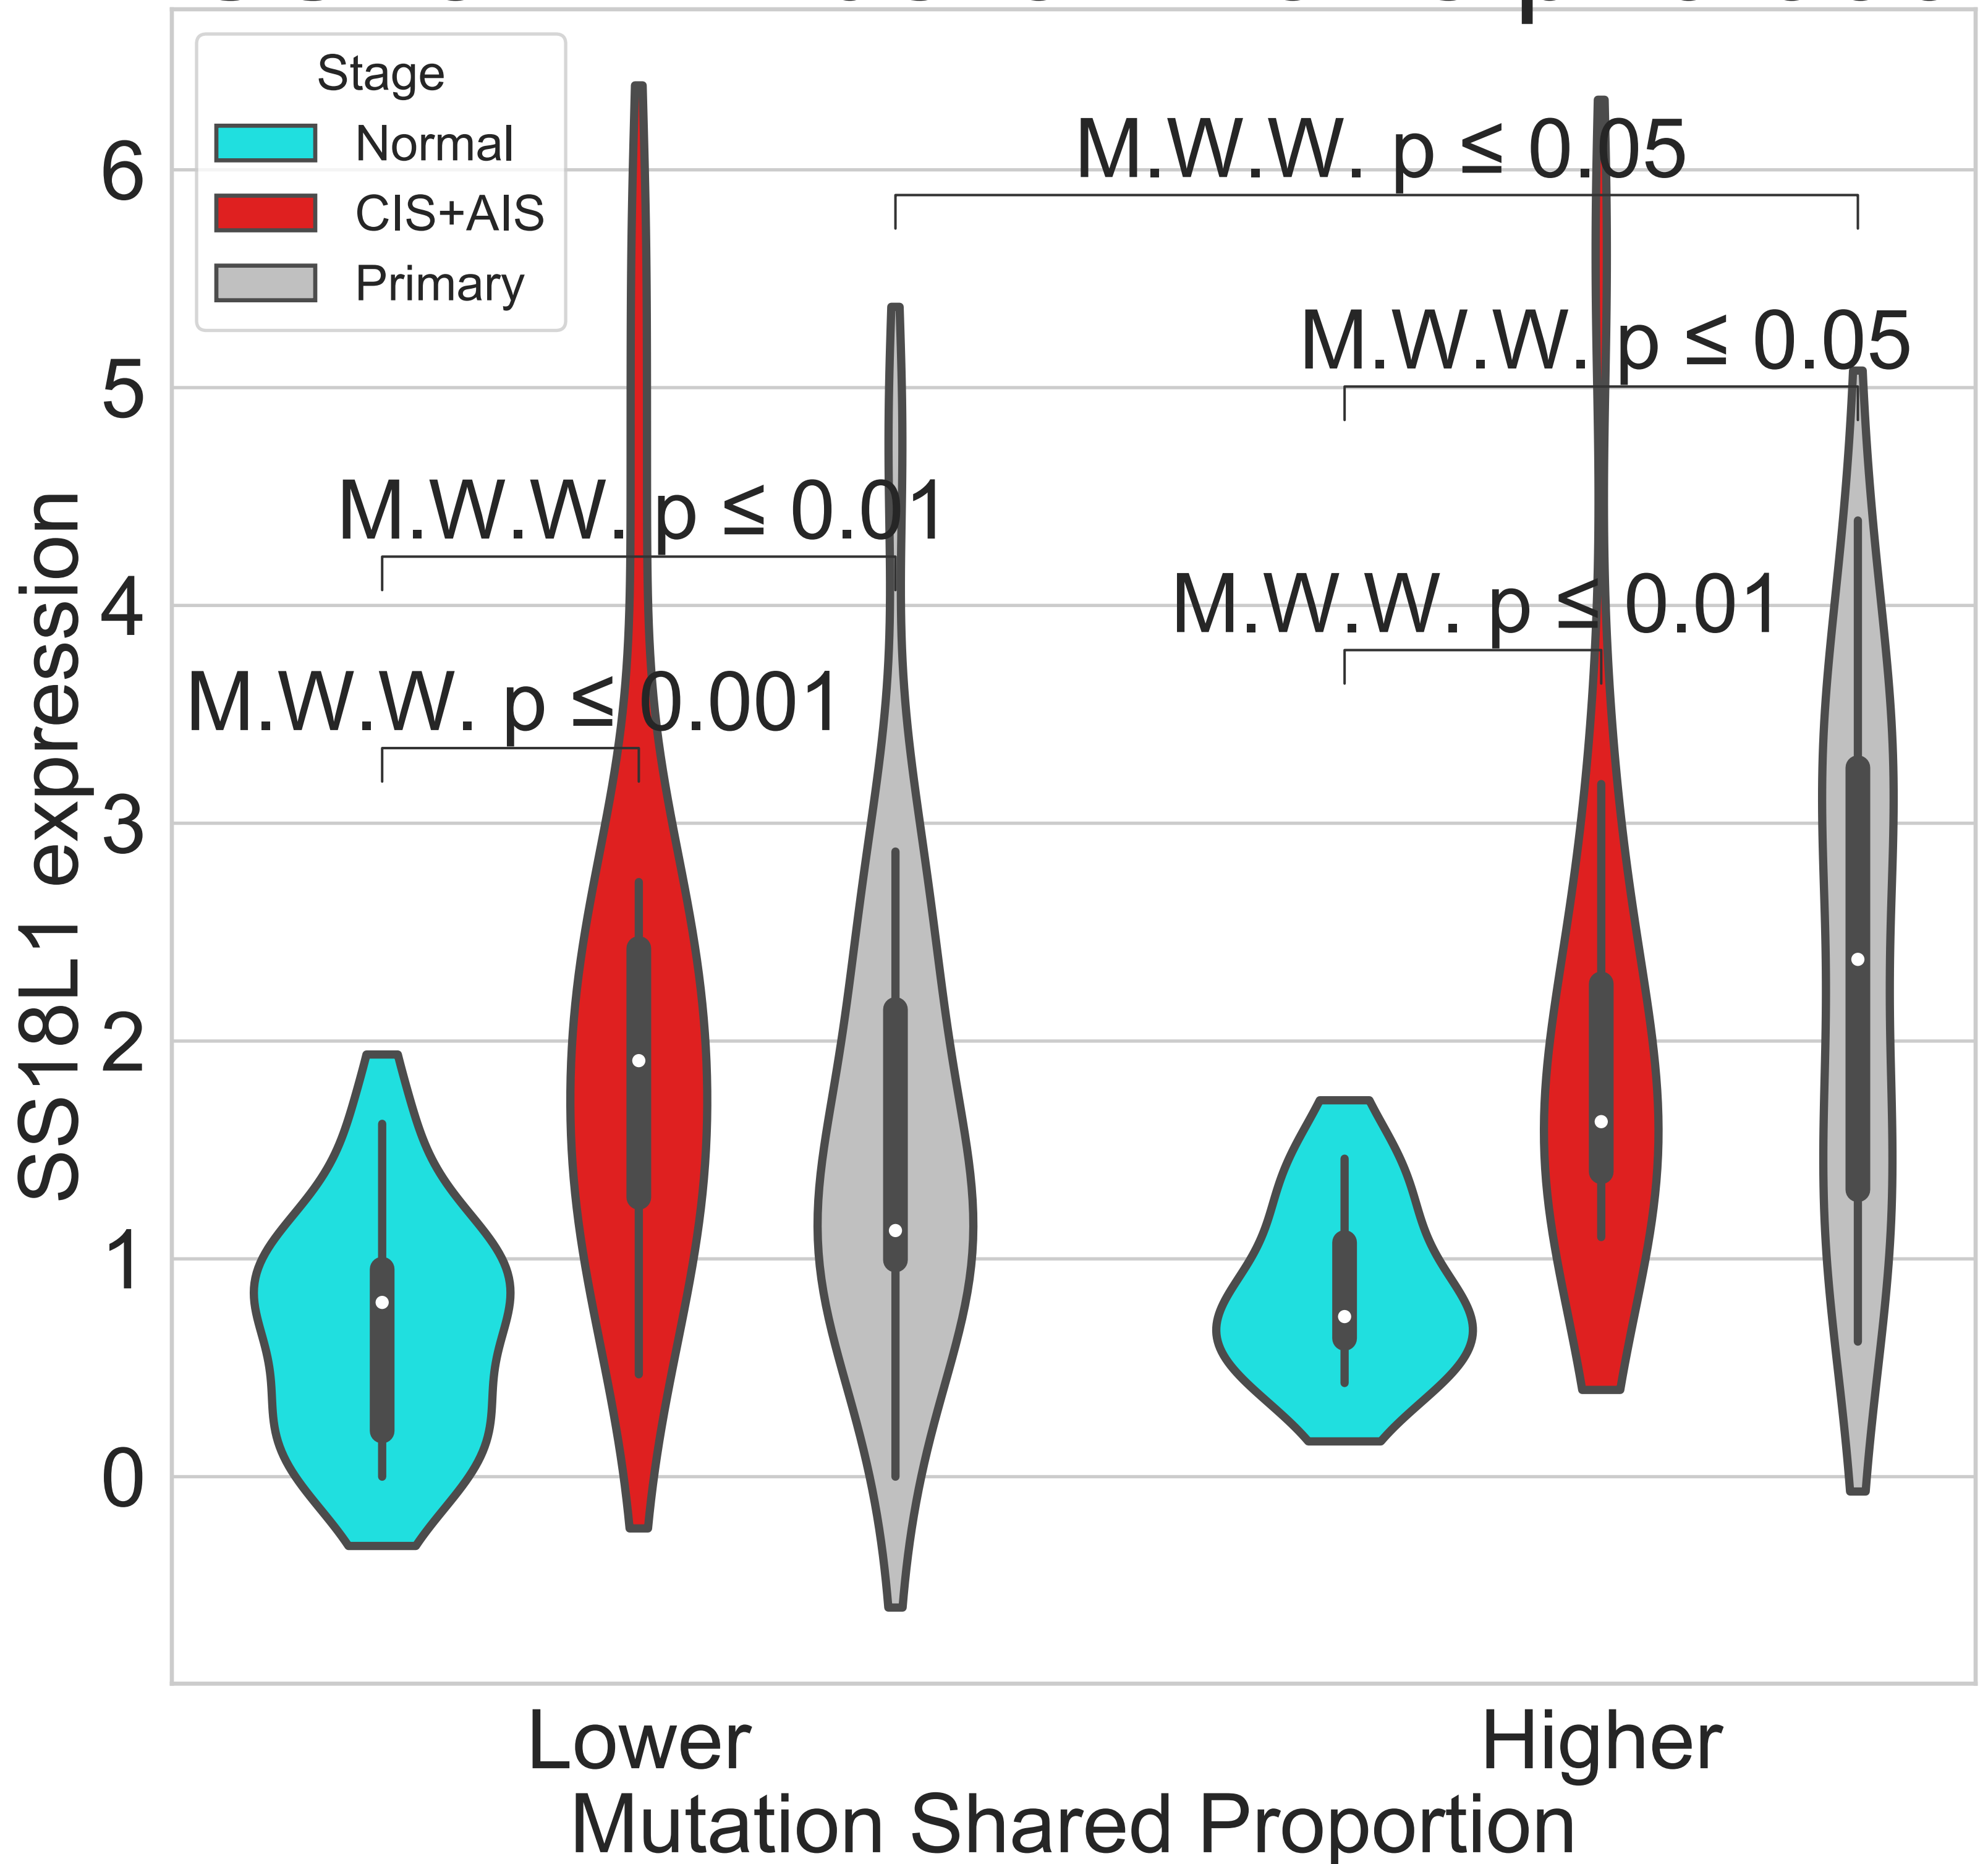 Stage
Normal
CIS+AIS
Primary
M.W.W. p ≤ 0.05
M.W.W. p ≤ 0.05
M.W.W. p ≤ 0.01
M.W.W. p ≤ 0.01
M.W.W. p ≤ 0.001
6
5
4
3
2
1
0
SS18L1 expression
Lower
Higher
Mutation Shared Proportion